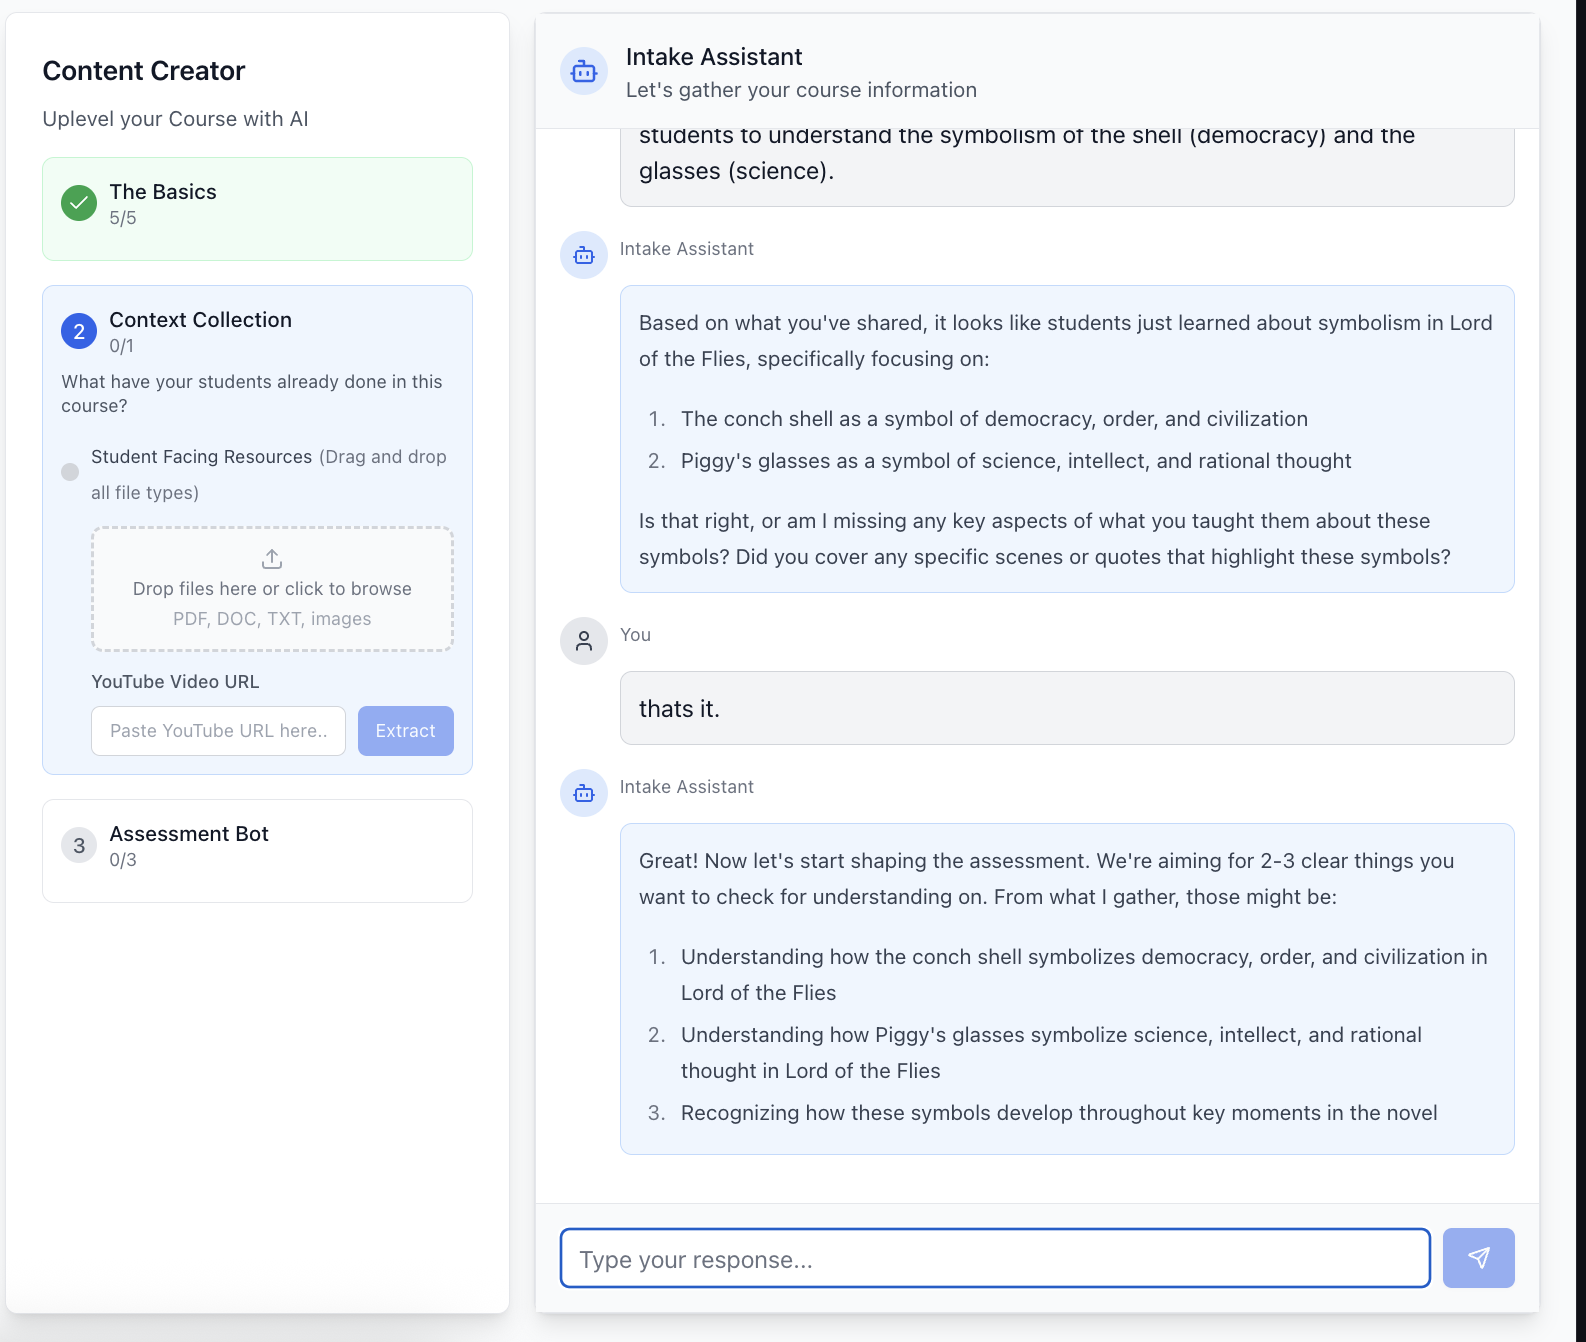 Content Creator
Uplevel your Course with AI
The Basics
5/5
2
Context Collection
0/1
What have your students already done in this
course?
Student Facing Resources (Drag and drop
all file types)
Drop files here or click to browse
PDF, DOC, TXT, images
YouTube Video URL
Paste YouTube URL here..
Extract
3
Assessment Bot
0/3
Intake Assistant
Let's gather your course information
students to understand the symbolism of the shell (democracy) and the
glasses (science).
Intake Assistant
Based on what you've shared, it looks like students just learned about symbolism in Lord
of the Flies, specifically focusing on:
1. The conch shell as a symbol of democracy, order, and civilization
2. Piggy's glasses as a symbol of science, intellect, and rational thought
Is that right, or am I missing any key aspects of what you taught them about these
symbols? Did you cover any specific scenes or quotes that highlight these symbols?
You
thats it.
Intake Assistant
Great! Now let's start shaping the assessment. We're aiming for 2-3 clear things you
want to check for understanding on. From what I gather, those might be:
1. Understanding how the conch shell symbolizes democracy, order, and civilization in
Lord of the Flies
2. Understanding how Piggy's glasses symbolize science, intellect, and rational
thought in Lord of the Flies
3. Recognizing how these symbols develop throughout key moments in the novel
Type your response...